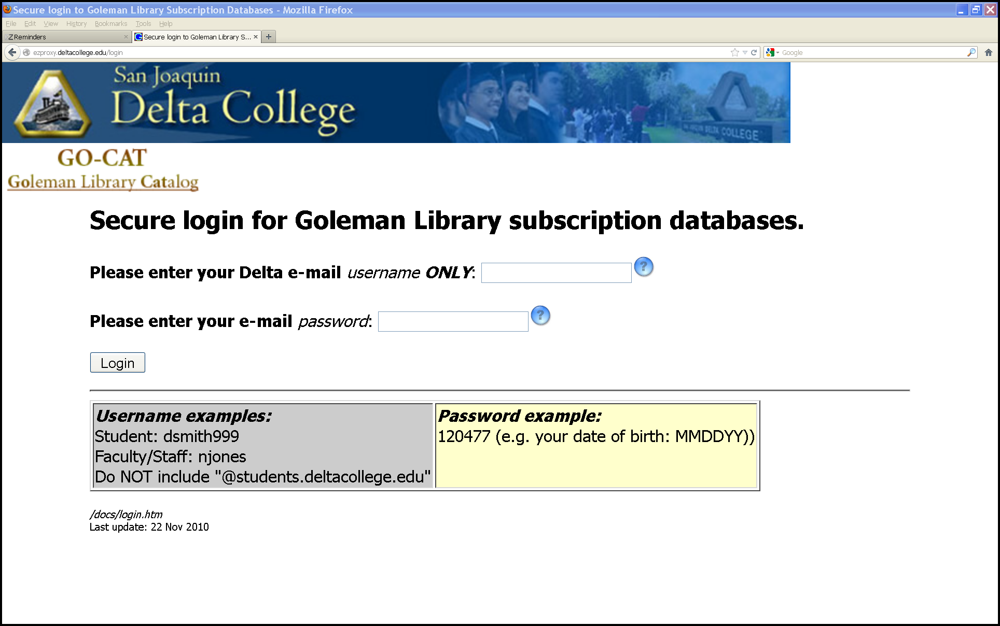 Secure login to Goleman Library Subscription Databases - Mozilla Firefox
File Edit View History Bookmarks Tools Help
Reminders
Secure login to Goleman Library S...
ezproxy.deltacollege.edu/login
Google
San Joaquin
Delta College
SAN JOAQUIN DELTA COLLEGE
GO-CAT
Goleman Library Catalog
Secure login for Goleman Library subscription databases.
Please enter your Delta e-mail username ONLY:
?
Please enter your e-mail password:
?
Login
Username examples:
Student: dsmith999
Faculty/Staff: njones
Do NOT include "@students.deltacollege.edu"
Password example:
120477 (e.g. your date of birth: MMDDYY))
/docs/login.htm
Last update: 22 Nov 2010